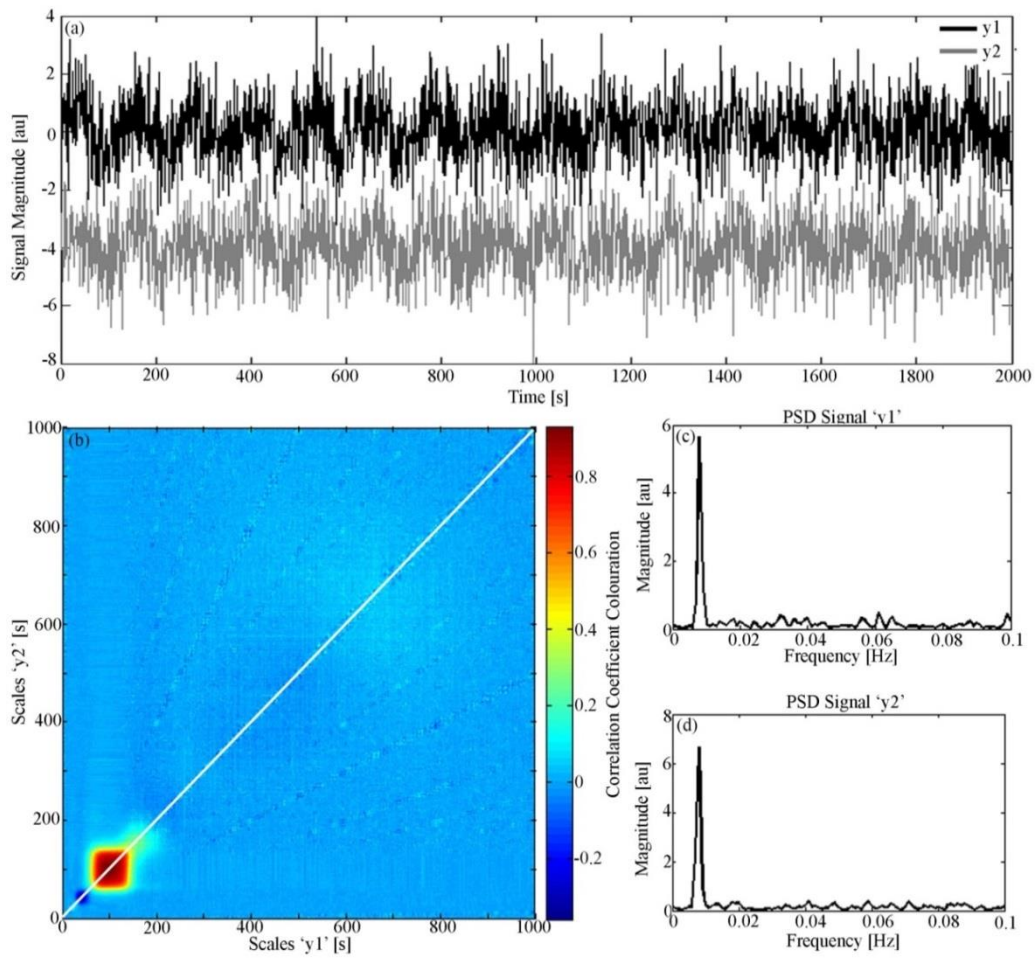 (a)
y1
y2
4
2
0
-2
-4
-6
-8
Signal Magnitude [au]
0 200 400 600 800 1000 1200 1400 1600 1800 2000
Time [s]
(b)
1000
800
600
400
200
0
Scales ‘y2’ [s]
0 200 400 600 800 1000
Scales ‘y1’ [s]
0.8
0.6
0.4
0.2
0
-0.2
Correlation Coefficient Colouration
PSD Signal ‘y1’
(c)
6
4
2
0
Magnitude [au]
0 0.02 0.04 0.06 0.08 0.1
Frequency [Hz]
PSD Signal ‘y2’
(d)
8
6
4
2
0
Magnitude [au]
0 0.02 0.04 0.06 0.08 0.1
Frequency [Hz]